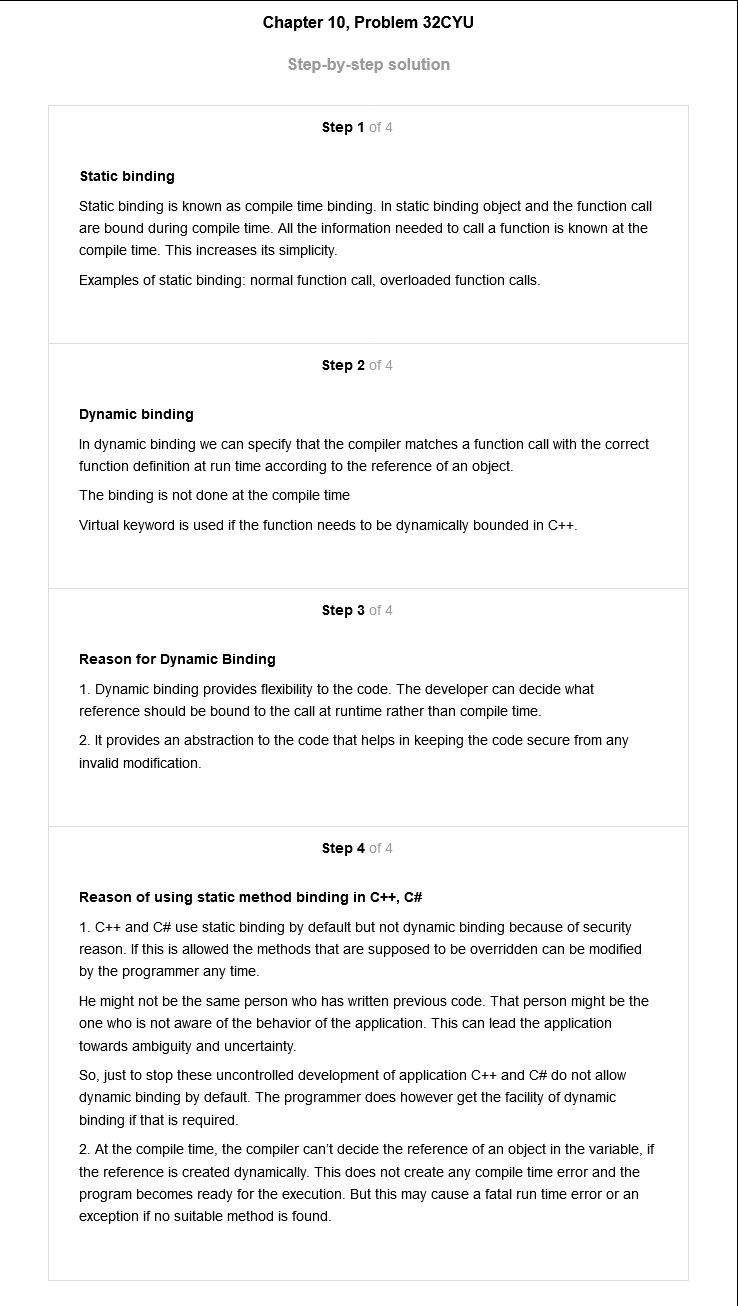 Chapter 10, Problem 32CYU
Step-by-step solution
Step 1 of 4
Static binding
Static binding is known as compile time binding. In static binding object and the function call
are bound during compile time. All the information needed to call a function is known at the
compile time. This increases its simplicity.
Examples of static binding: normal function call, overloaded function calls.
Step 2 of 4
Dynamic binding
In dynamic binding we can specify that the compiler matches a function call with the correct
function definition at run time according to the reference of an object.
The binding is not done at the compile time
Virtual keyword is used if the function needs to be dynamically bounded in C++.
Step 3 of 4
Reason for Dynamic Binding
1. Dynamic binding provides flexibility to the code. The developer can decide what
reference should be bound to the call at runtime rather than compile time.
2. It provides an abstraction to the code that helps in keeping the code secure from any
invalid modification.
Step 4 of 4
Reason of using static method binding in C++, C#
1. C++ and C# use static binding by default but not dynamic binding because of security
reason. If this is allowed the methods that are supposed to be overridden can be modified
by the programmer any time.
He might not be the same person who has written previous code. That person might be the
one who is not aware of the behavior of the application. This can lead the application
towards ambiguity and uncertainty.
So, just to stop these uncontrolled development of application C++ and C# do not allow
dynamic binding by default. The programmer does however get the facility of dynamic
binding if that is required.
2. At the compile time, the compiler can't decide the reference of an object in the variable, if
the reference is created dynamically. This does not create any compile time error and the
program becomes ready for the execution. But this may cause a fatal run time error or an
exception if no suitable method is found.